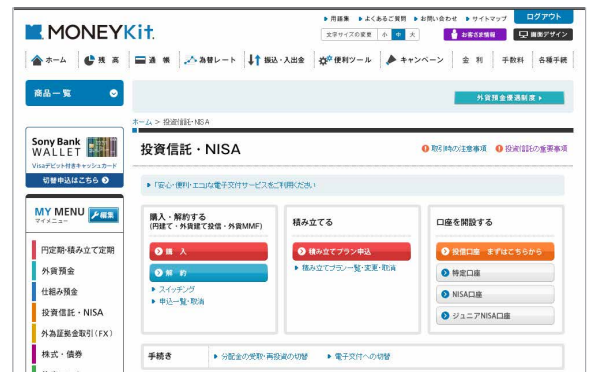 用語集 よくあるご質問 お問い合わせ サイトマップ ログアウト
MONEYKit.
文字サイズの変更 小 中 大 お客さま情報 画面デザイン
ホーム 残 高 通 帳 為替レート 振込・入出金 便利ツール キャンペーン 金 利 手数料 各種手続
商品一覧
外貨預金優遇制度
ホーム > 投資信託・NISA
Sony Bank
WALLET
Visaデビット付きキャッシュカード
切替申込はこちら
投資信託・NISA
取引時の注意事項 投資信託の重要事項
「安心・便利・エコ」な電子交付サービスをご利用ください
MY MENU 編集
マイメニュー
円定期・積み立て定期
外貨預金
仕組み預金
投資信託・NISA
外為証拠金取引(FX)
株式・債券
購入・解約する
(円建て・外貨建て投信・外貨MMF)
購 入
解 約
スイッチング
申込一覧・取消
積み立てる
積み立てプラン申込
積み立てプラン一覧・変更・取消
口座を開設する
投信口座 まずはこちらから
特定口座
NISA口座
ジュニアNISA口座
手続き 分配金の受取・再投資の切替 電子交付への切替